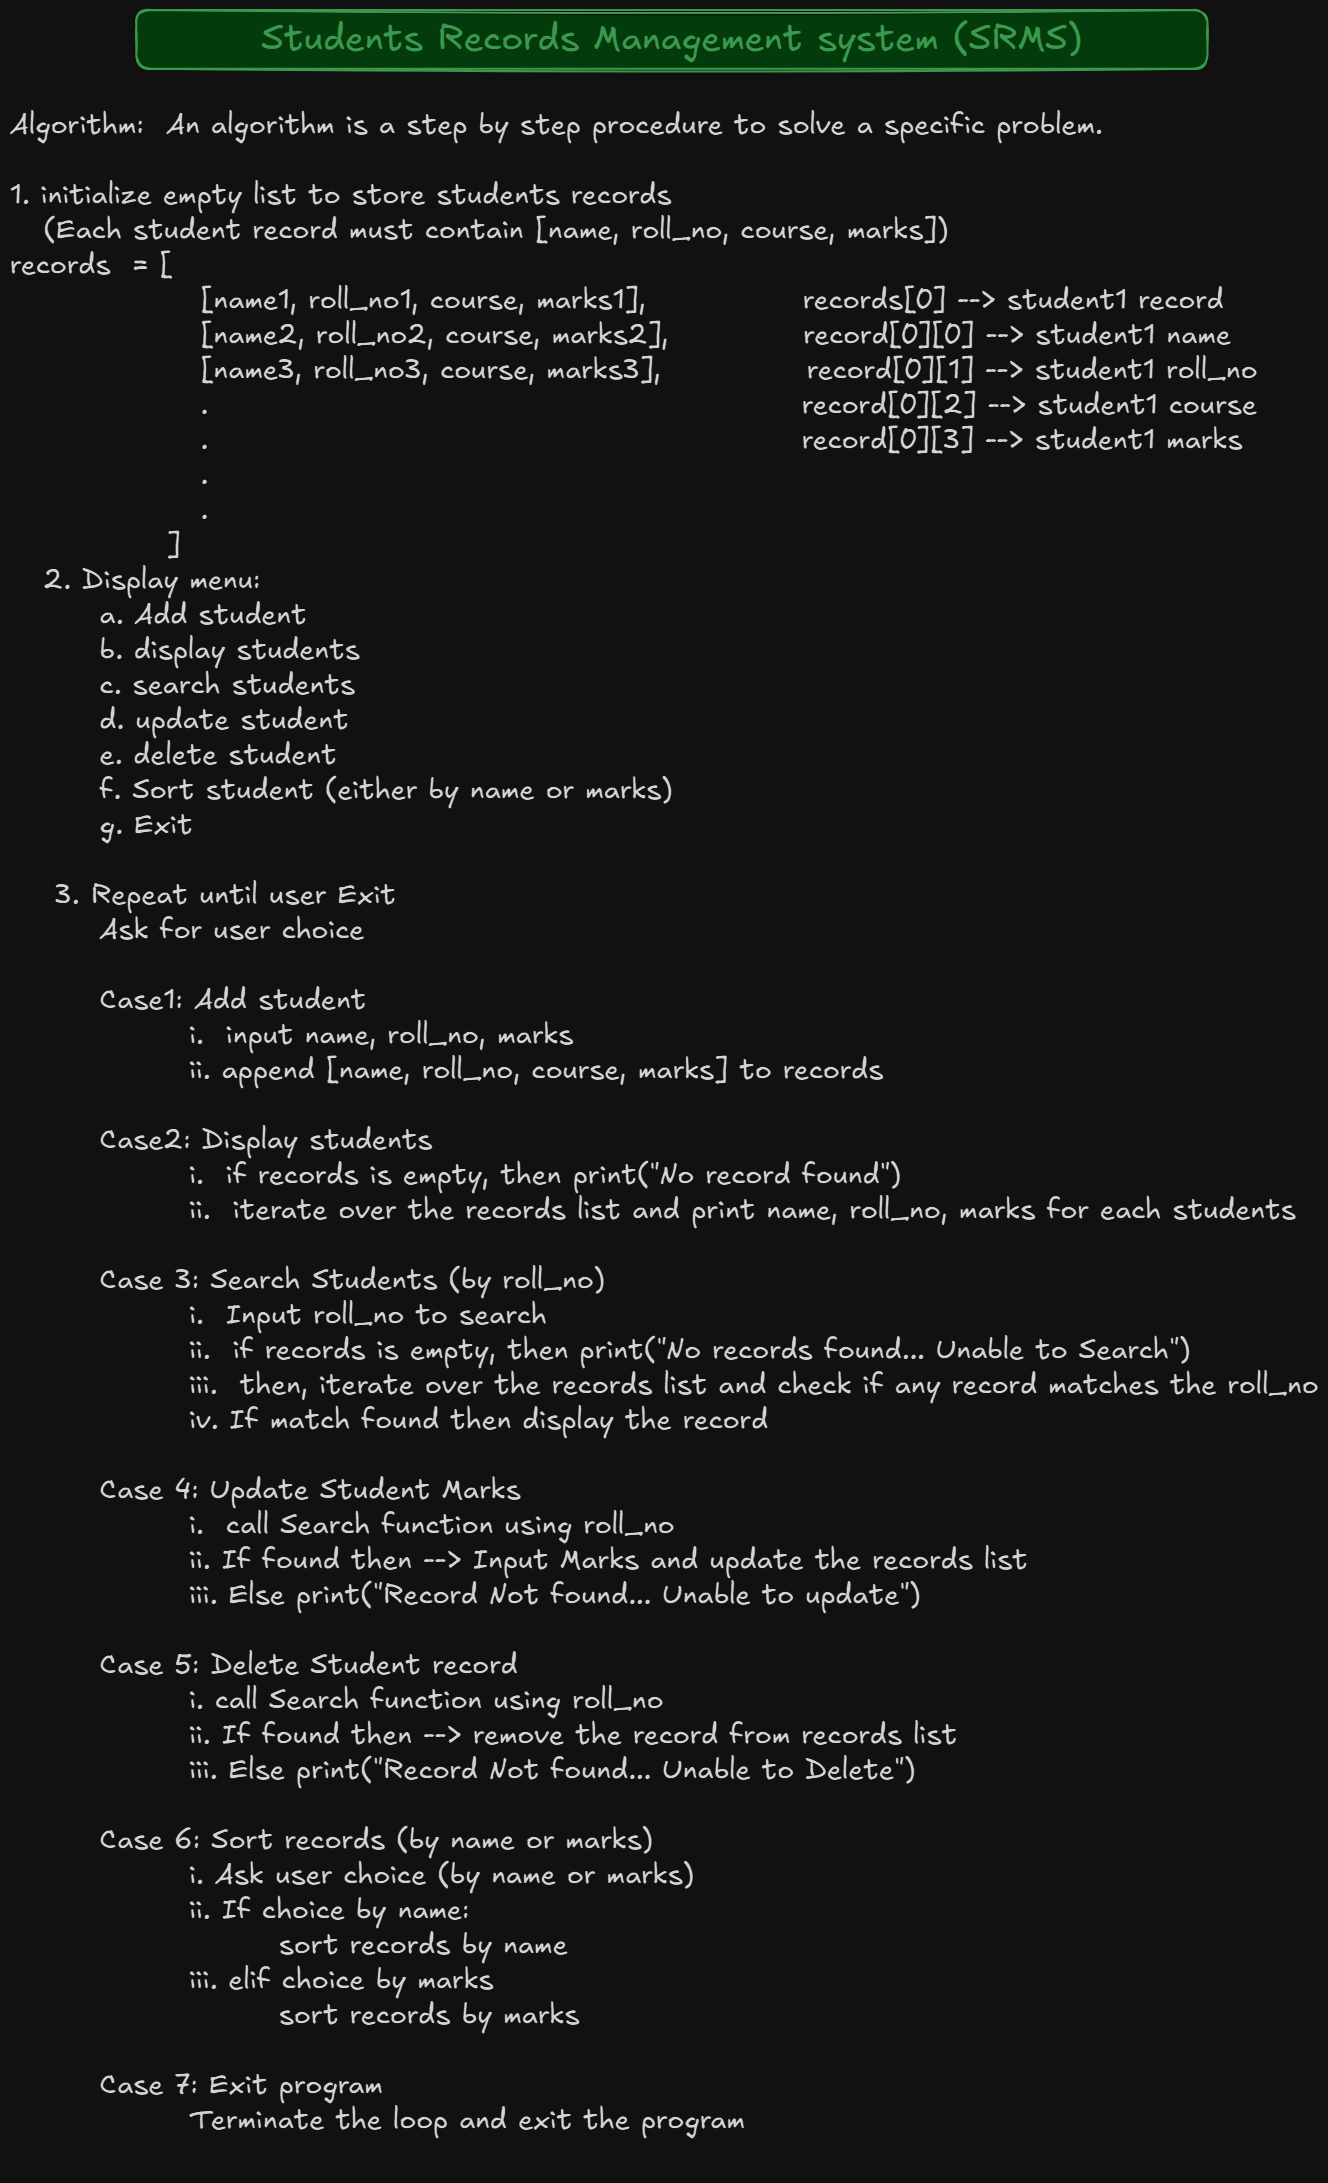 Students Records Management system (SRMS)
Algorithm:  An algorithm is a step by step procedure to solve a specific problem.
1. initialize empty list to store students records
(Each student record must contain [name, roll_no, course, marks])
records  = [
[name1, roll_no1, course, marks1],    records[0] --> student1 record
[name2, roll_no2, course, marks2],    record[0][0] --> student1 name
[name3, roll_no3, course, marks3],    record[0][1] --> student1 roll_no
.    record[0][2] --> student1 course
.    record[0][3] --> student1 marks
.
.
]
2. Display menu:
a. Add student
b. display students
c. search students
d. update student
e. delete student
f. Sort student (either by name or marks)
g. Exit
3. Repeat until user Exit
Ask for user choice
Case1: Add student
i.  input name, roll_no, marks
ii. append [name, roll_no, course, marks] to records
Case2: Display students
i.  if records is empty, then print("No record found")
ii.  iterate over the records list and print name, roll_no, marks for each students
Case 3: Search Students (by roll_no)
i.  Input roll_no to search
ii.  if records is empty, then print("No records found... Unable to Search")
iii.  then, iterate over the records list and check if any record matches the roll_no
iv. If match found then display the record
Case 4: Update Student Marks
i.  call Search function using roll_no
ii. If found then --> Input Marks and update the records list
iii. Else print("Record Not found... Unable to update")
Case 5: Delete Student record
i. call Search function using roll_no
ii. If found then --> remove the record from records list
iii. Else print("Record Not found... Unable to Delete")
Case 6: Sort records (by name or marks)
i. Ask user choice (by name or marks)
ii. If choice by name:
sort records by name
iii. elif choice by marks
sort records by marks
Case 7: Exit program
Terminate the loop and exit the program